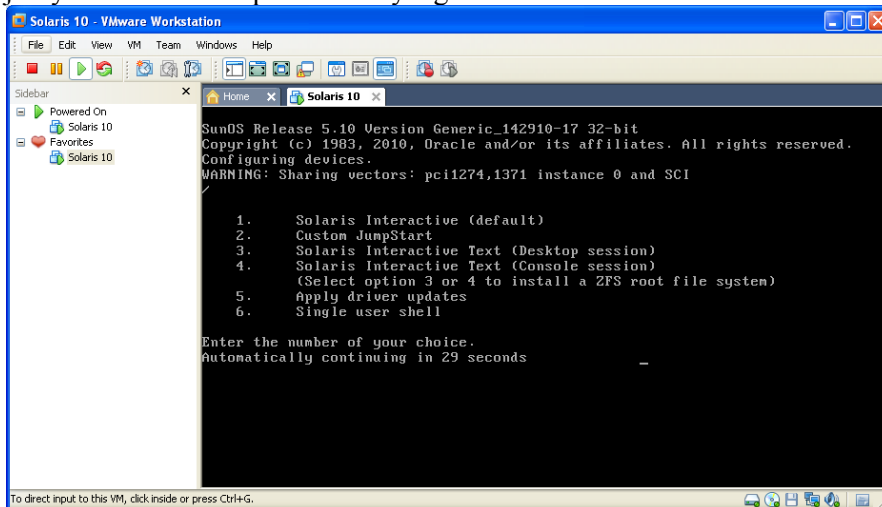 Solaris 10 - VMware Workstation
File Edit View VM Team Windows Help
Sidebar
Powered On
Solaris 10
Favorites
Solaris 10
Home
Solaris 10
SunOS Release 5.10 Version Generic_142910-17 32-bit
Copyright (c) 1983, 2010, Oracle and/or its affiliates. All rights reserved.
Configuring devices.
WARNING: Sharing vectors: pci1274,1371 instance 0 and SCI
/
1. Solaris Interactive (default)
2. Custom JumpStart
3. Solaris Interactive Text (Desktop session)
4. Solaris Interactive Text (Console session)
(Select option 3 or 4 to install a ZFS root file system)
5. Apply driver updates
6. Single user shell
Enter the number of your choice.
Automatically continuing in 29 seconds
To direct input to this VM, click inside or press Ctrl+G.